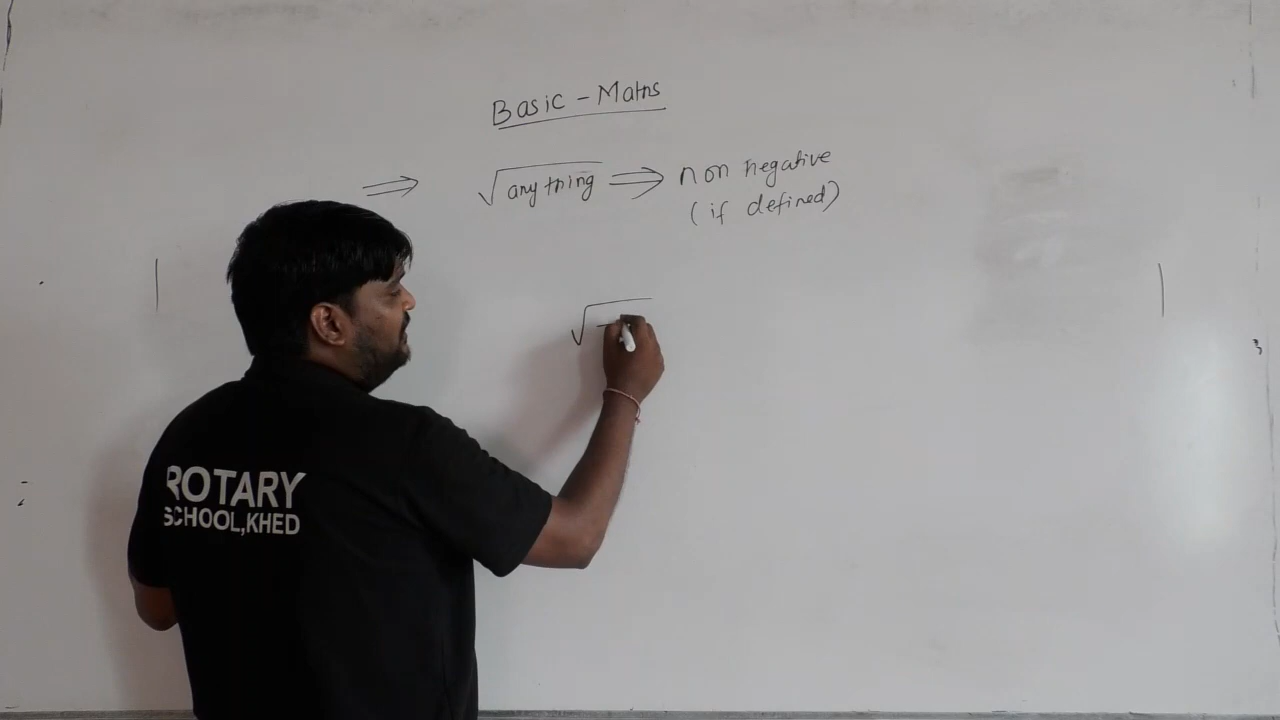 Basic - Maths
⇒ √anything ⇒ non negative
(if defined)
√
ROTARY
SCHOOL,KHED